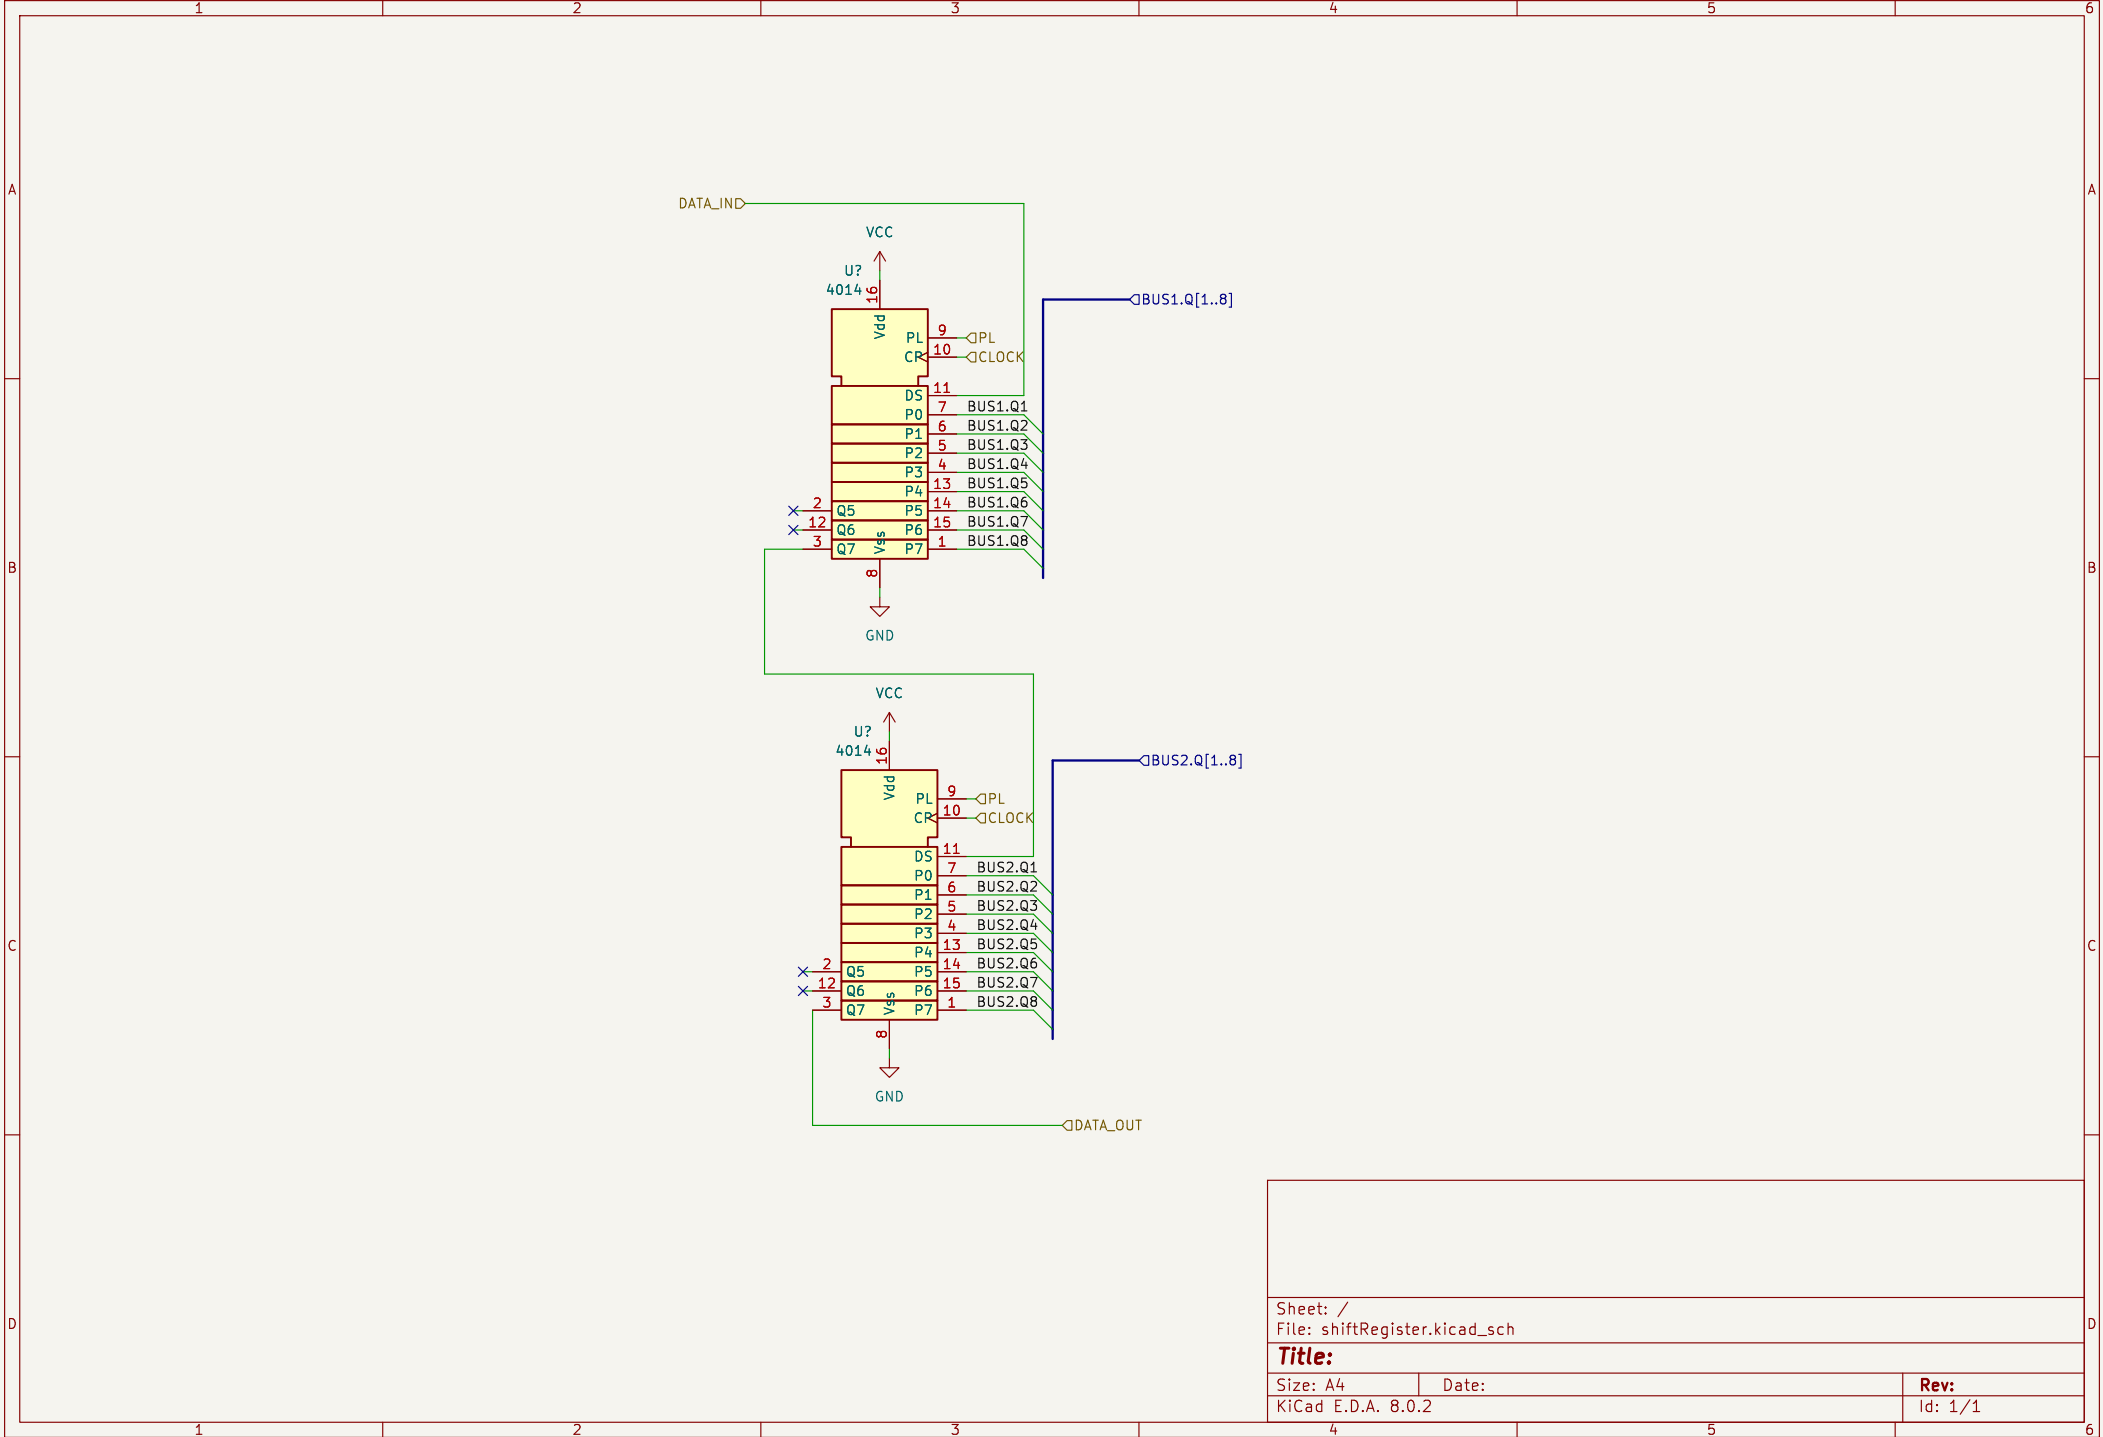 1 2 3 4 5 6
A A
DATA_IN
VCC
U?
4014
16
Vdd
BUS1.Q[1..8]
PL 9 PL
CP 10 CLOCK
DS 11
P0 7 BUS1.Q1
P1 6 BUS1.Q2
P2 5 BUS1.Q3
P3 4 BUS1.Q4
P4 13 BUS1.Q5
2 Q5 P5 14 BUS1.Q6
12 Q6 P6 15 BUS1.Q7
3 Q7 Vss P7 1 BUS1.Q8
B B
8
GND
VCC
U?
4014
16
Vdd
BUS2.Q[1..8]
PL 9 PL
CP 10 CLOCK
DS 11
P0 7 BUS2.Q1
P1 6 BUS2.Q2
P2 5 BUS2.Q3
P3 4 BUS2.Q4
C C
P4 13 BUS2.Q5
2 Q5 P5 14 BUS2.Q6
12 Q6 P6 15 BUS2.Q7
3 Q7 Vss P7 1 BUS2.Q8
8
GND
DATA_OUT
D D
Sheet: /
File: shiftRegister.kicad_sch
Title:
Size: A4 Date: Rev:
KiCad E.D.A. 8.0.2 Id: 1/1
1 2 3 4 5 6